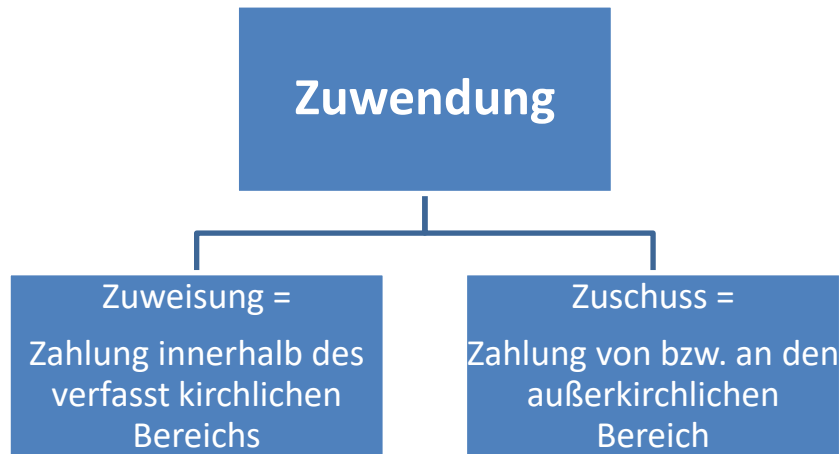 Zuwendung
Zuweisung =
Zahlung innerhalb des
verfasst kirchlichen
Bereichs
Zuschuss =
Zahlung von bzw. an den
außerkirchlichen
Bereich